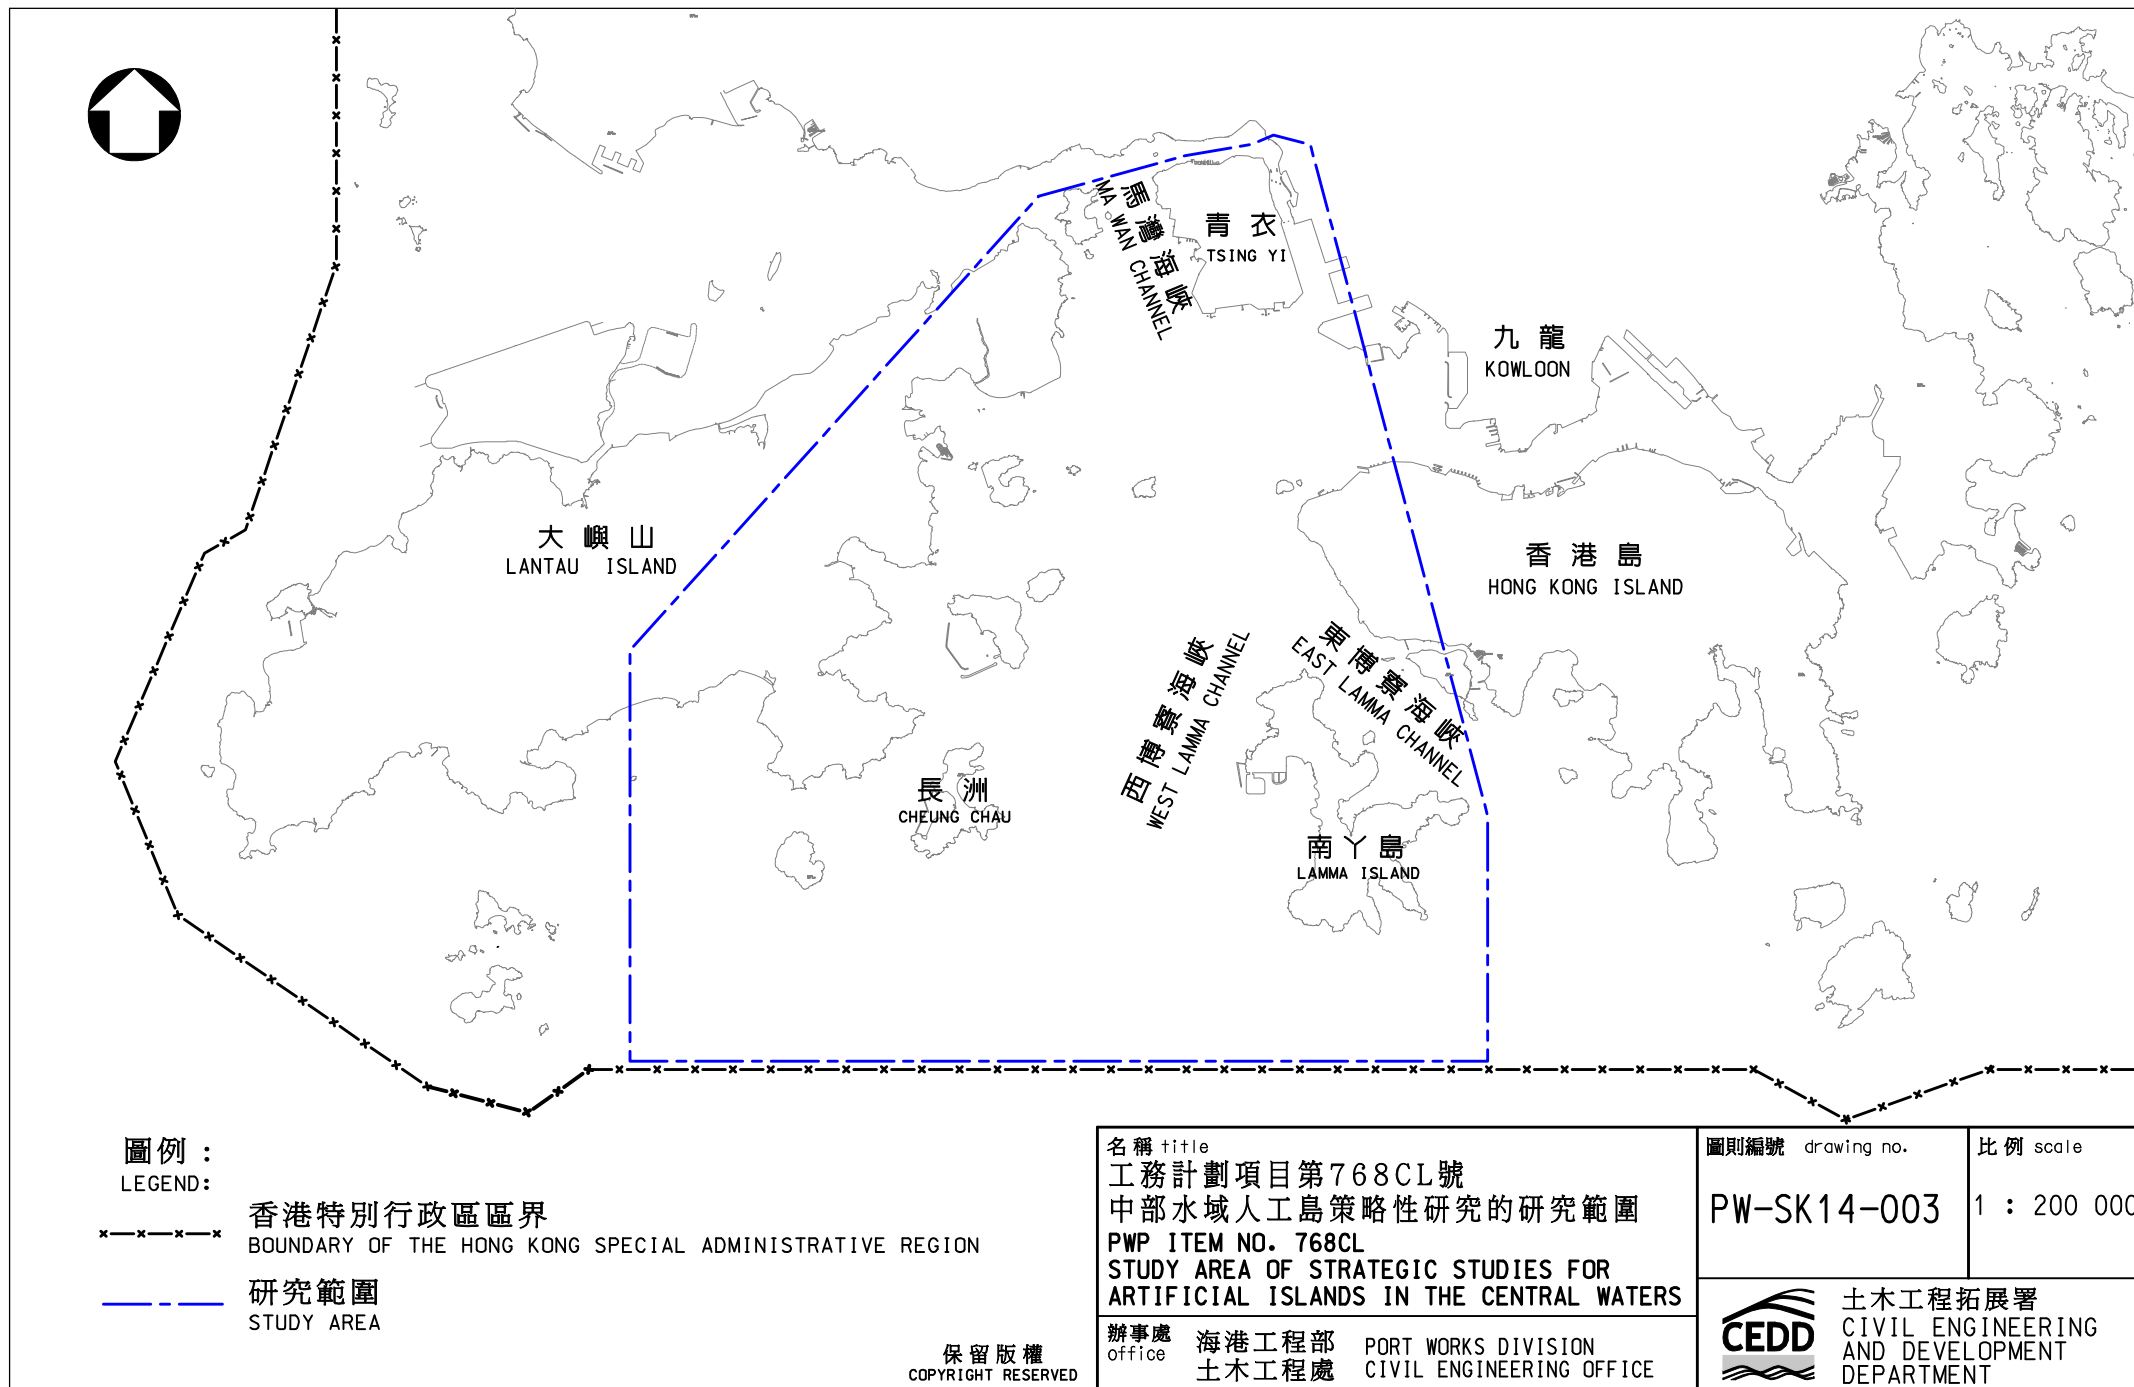 馬灣海峽
MA WAN CHANNEL
青衣
TSING YI
九龍
KOWLOON
大嶼山
LANTAU ISLAND
香港島
HONG KONG ISLAND
西博寮海峽
WEST LAMMA CHANNEL
東博寮海峽
EAST LAMMA CHANNEL
長洲
CHEUNG CHAU
南丫島
LAMMA ISLAND
圖例：
LEGEND:
香港特別行政區區界
BOUNDARY OF THE HONG KONG SPECIAL ADMINISTRATIVE REGION
研究範圍
STUDY AREA
保留版權
COPYRIGHT RESERVED
名稱 title
工務計劃項目第768CL號
中部水域人工島策略性研究的研究範圍
PWP ITEM NO. 768CL
STUDY AREA OF STRATEGIC STUDIES FOR
ARTIFICIAL ISLANDS IN THE CENTRAL WATERS
辦事處
office
海港工程部 PORT WORKS DIVISION
土木工程處 CIVIL ENGINEERING OFFICE
圖則編號 drawing no.
PW-SK14-003
比例 scale
1 : 200 000
CEDD
土木工程拓展署
CIVIL ENGINEERING
AND DEVELOPMENT
DEPARTMENT